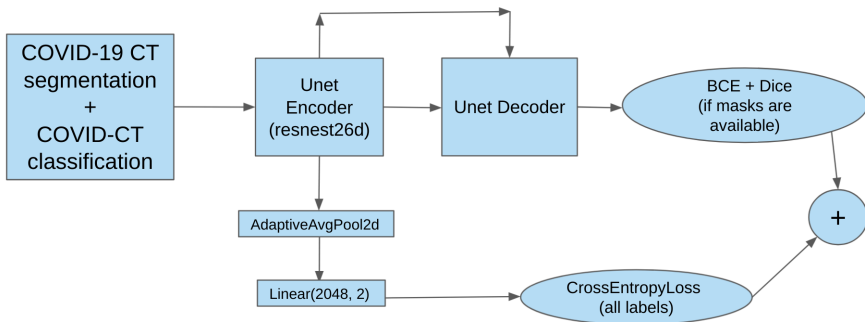 COVID-19 CT
segmentation
+
COVID-CT
classification
Unet
Encoder
(resnest26d)
Unet Decoder
BCE + Dice
(if masks are
available)
+
AdaptiveAvgPool2d
Linear(2048, 2)
CrossEntropyLoss
(all labels)